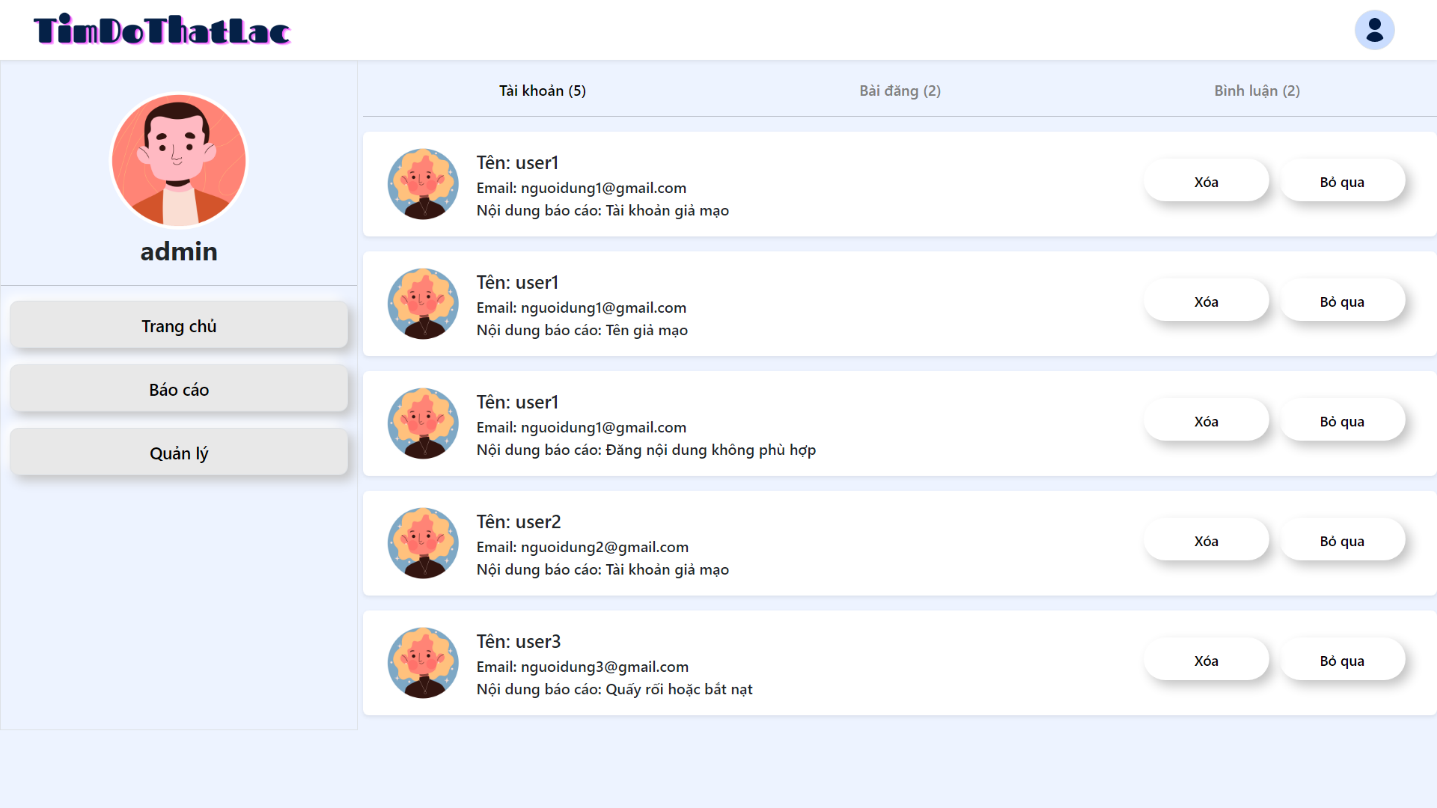 TimDoThatLac
Tài khoản (5)
Bài đăng (2)
Bình luận (2)
admin
Trang chủ
Báo cáo
Quản lý
Tên: user1
Email: nguoidung1@gmail.com
Nội dung báo cáo: Tài khoản giả mạo
Xóa
Bỏ qua
Tên: user1
Email: nguoidung1@gmail.com
Nội dung báo cáo: Tên giả mạo
Xóa
Bỏ qua
Tên: user1
Email: nguoidung1@gmail.com
Nội dung báo cáo: Đăng nội dung không phù hợp
Xóa
Bỏ qua
Tên: user2
Email: nguoidung2@gmail.com
Nội dung báo cáo: Tài khoản giả mạo
Xóa
Bỏ qua
Tên: user3
Email: nguoidung3@gmail.com
Nội dung báo cáo: Quấy rối hoặc bắt nạt
Xóa
Bỏ qua